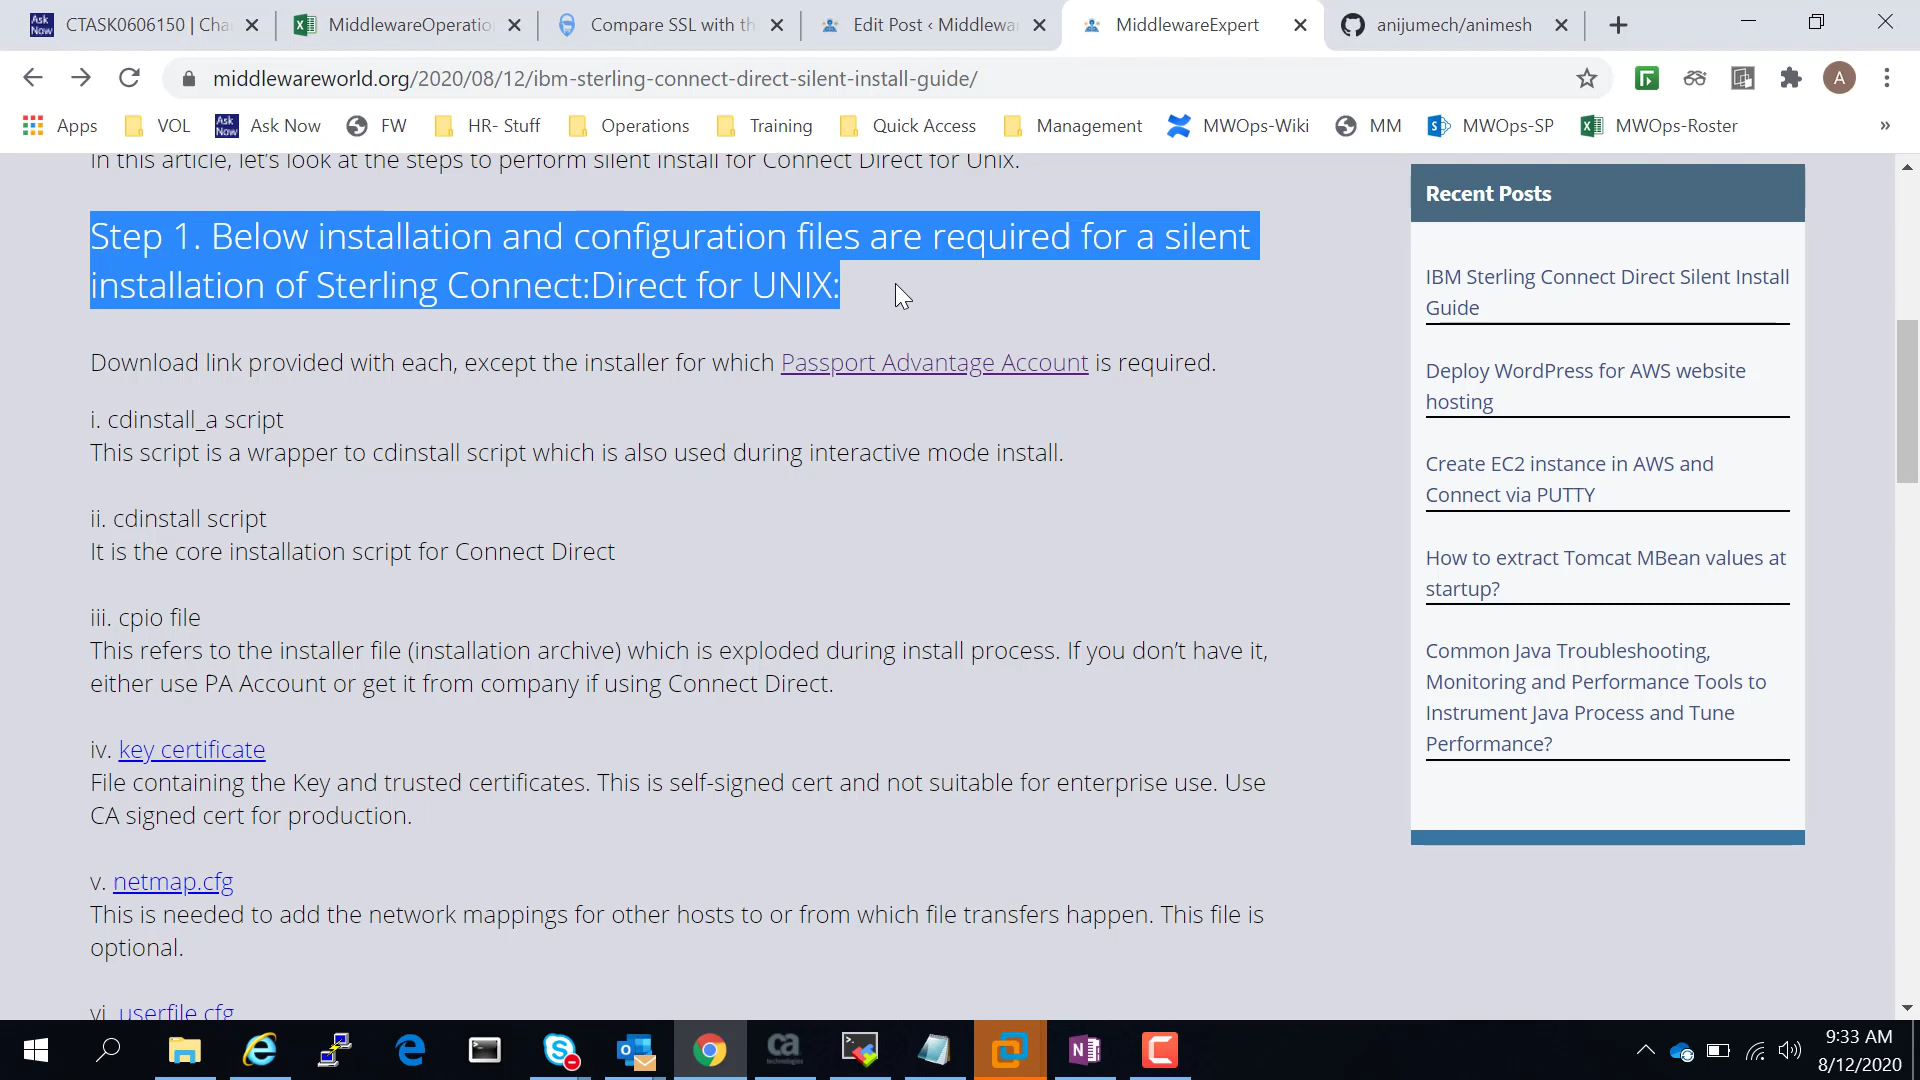 CTASK0606150 | Cha
MiddlewareOperatio
Compare SSL with th
Edit Post ‹ Middlewa
MiddlewareExpert
anijumech/animesh
middlewareworld.org/2020/08/12/ibm-sterling-connect-direct-silent-install-guide/
A
Apps
VOL
Ask Now
Ask Now
FW
HR- Stuff
Operations
Training
Quick Access
Management
MWOps-Wiki
MM
MWOps-SP
MWOps-Roster
»
In this article, let's look at the steps to perform silent install for Connect Direct for Unix.
Step 1. Below installation and configuration files are required for a silent
installation of Sterling Connect:Direct for UNIX:
Download link provided with each, except the installer for which Passport Advantage Account is required.
i. cdinstall_a script
This script is a wrapper to cdinstall script which is also used during interactive mode install.
ii. cdinstall script
It is the core installation script for Connect Direct
iii. cpio file
This refers to the installer file (installation archive) which is exploded during install process. If you don't have it,
either use PA Account or get it from company if using Connect Direct.
iv. key certificate
File containing the Key and trusted certificates. This is self-signed cert and not suitable for enterprise use. Use
CA signed cert for production.
v. netmap.cfg
This is needed to add the network mappings for other hosts to or from which file transfers happen. This file is
optional.
vi. userfile.cfg
Recent Posts
IBM Sterling Connect Direct Silent Install
Guide
Deploy WordPress for AWS website
hosting
Create EC2 instance in AWS and
Connect via PUTTY
How to extract Tomcat MBean values at
startup?
Common Java Troubleshooting,
Monitoring and Performance Tools to
Instrument Java Process and Tune
Performance?
ca
technologies
9:33 AM
8/12/2020